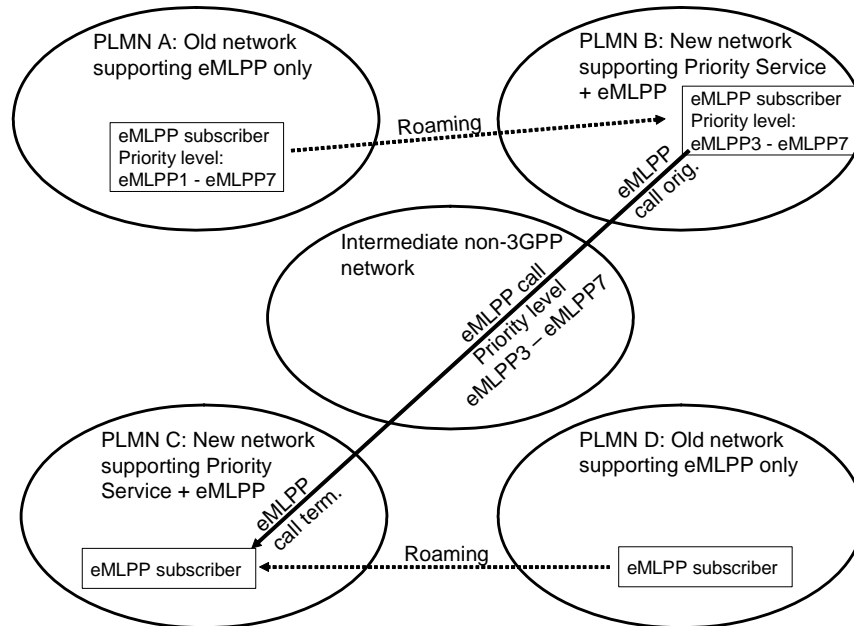 PLMN A: Old network
supporting eMLPP only
eMLPP subscriber
Priority level:
eMLPP1 - eMLPP7
Roaming
PLMN B: New network
supporting Priority Service
+ eMLPP
eMLPP subscriber
Priority level:
eMLPP3 - eMLPP7
eMLPP
call orig.
Intermediate non-3GPP
network
eMLPP call
Priority level
eMLPP3 – eMLPP7
PLMN C: New network
supporting Priority
Service + eMLPP
eMLPP
call term.
eMLPP subscriber
Roaming
PLMN D: Old network
supporting eMLPP only
eMLPP subscriber